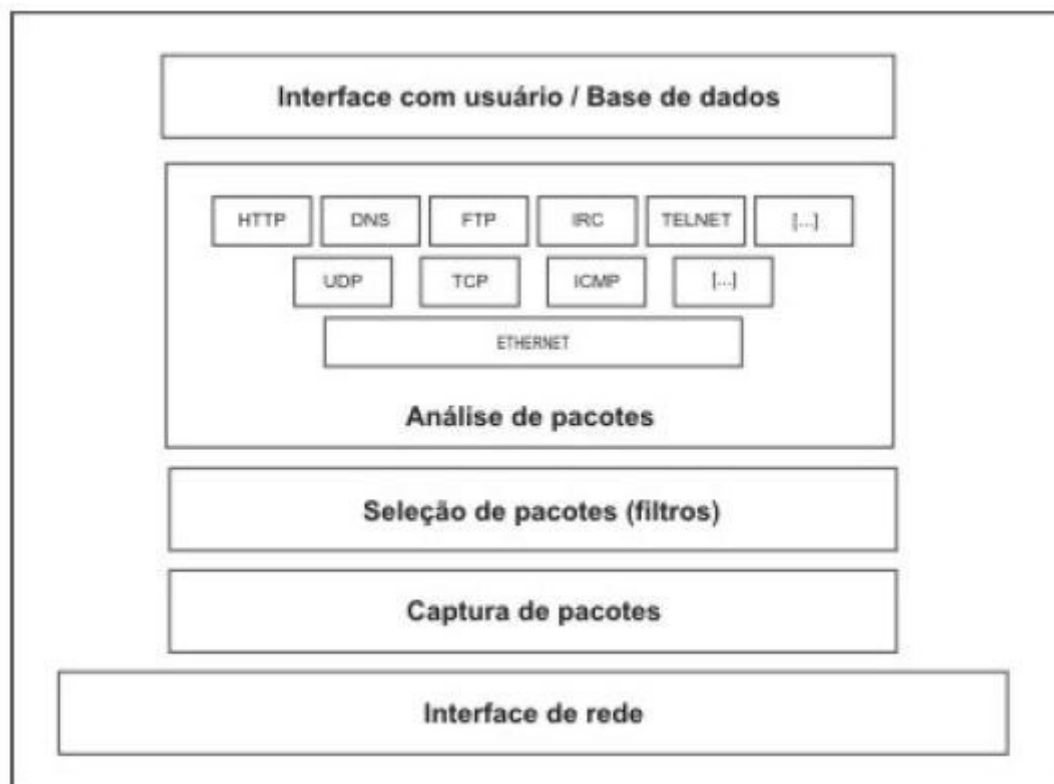 Interface com usuário / Base de dados
HTTP DNS FTP IRC TELNET [...]
UDP TCP ICMP [...]
ETHERNET
Análise de pacotes
Seleção de pacotes (filtros)
Captura de pacotes
Interface de rede